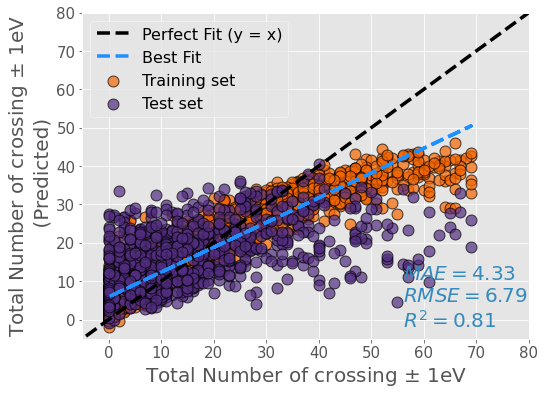 Total Number of crossing ± 1eV
(Predicted)
80
70
60
50
40
30
20
10
0
Perfect Fit (y = x)
Best Fit
Training set
Test set
MAE = 4.33
RMSE = 6.79
R² = 0.81
0 10 20 30 40 50 60 70 80
Total Number of crossing ± 1eV